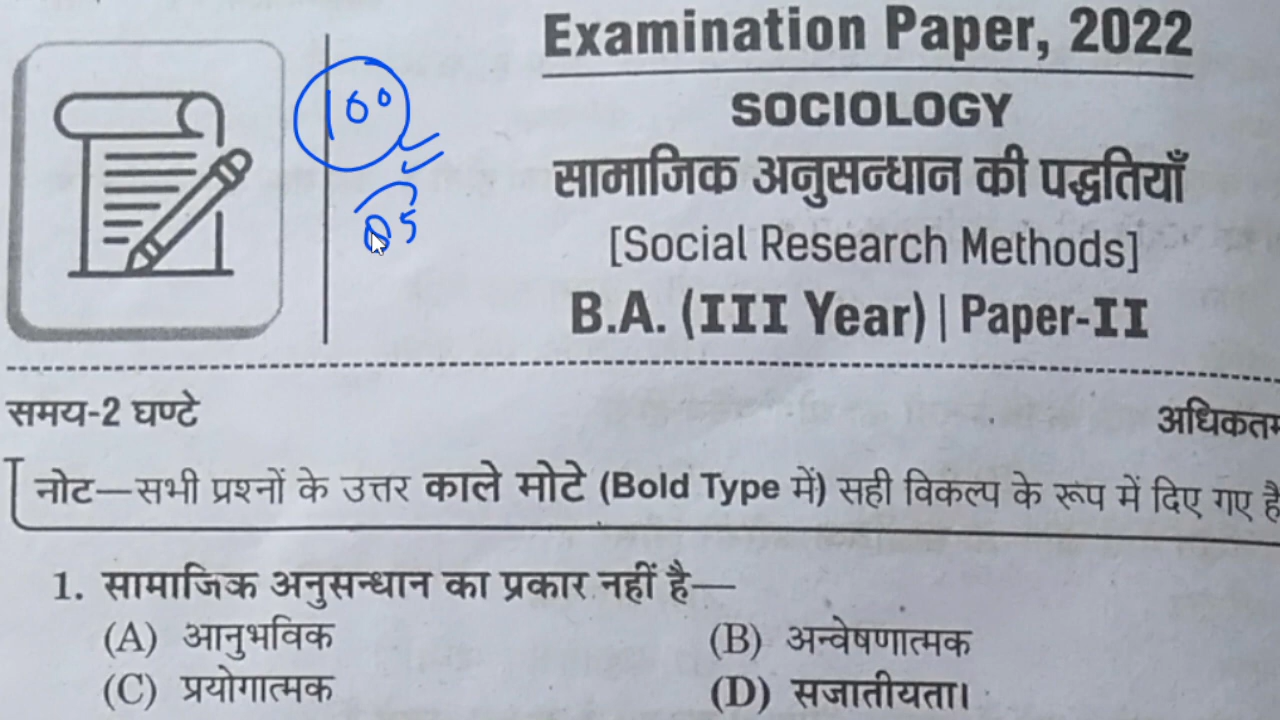 Examination Paper, 2022
SOCIOLOGY
सामाजिक अनुसन्धान की पद्धतियाँ
[Social Research Methods]
B.A. (III Year) | Paper-II
100
05
समय-2 घण्टे
अधिकतम
नोट—सभी प्रश्नों के उत्तर काले मोटे (Bold Type में) सही विकल्प के रूप में दिए गए हैं
1. सामाजिक अनुसन्धान का प्रकार नहीं है—
(A) आनुभविक (B) अन्वेषणात्मक
(C) प्रयोगात्मक (D) सजातीयता।